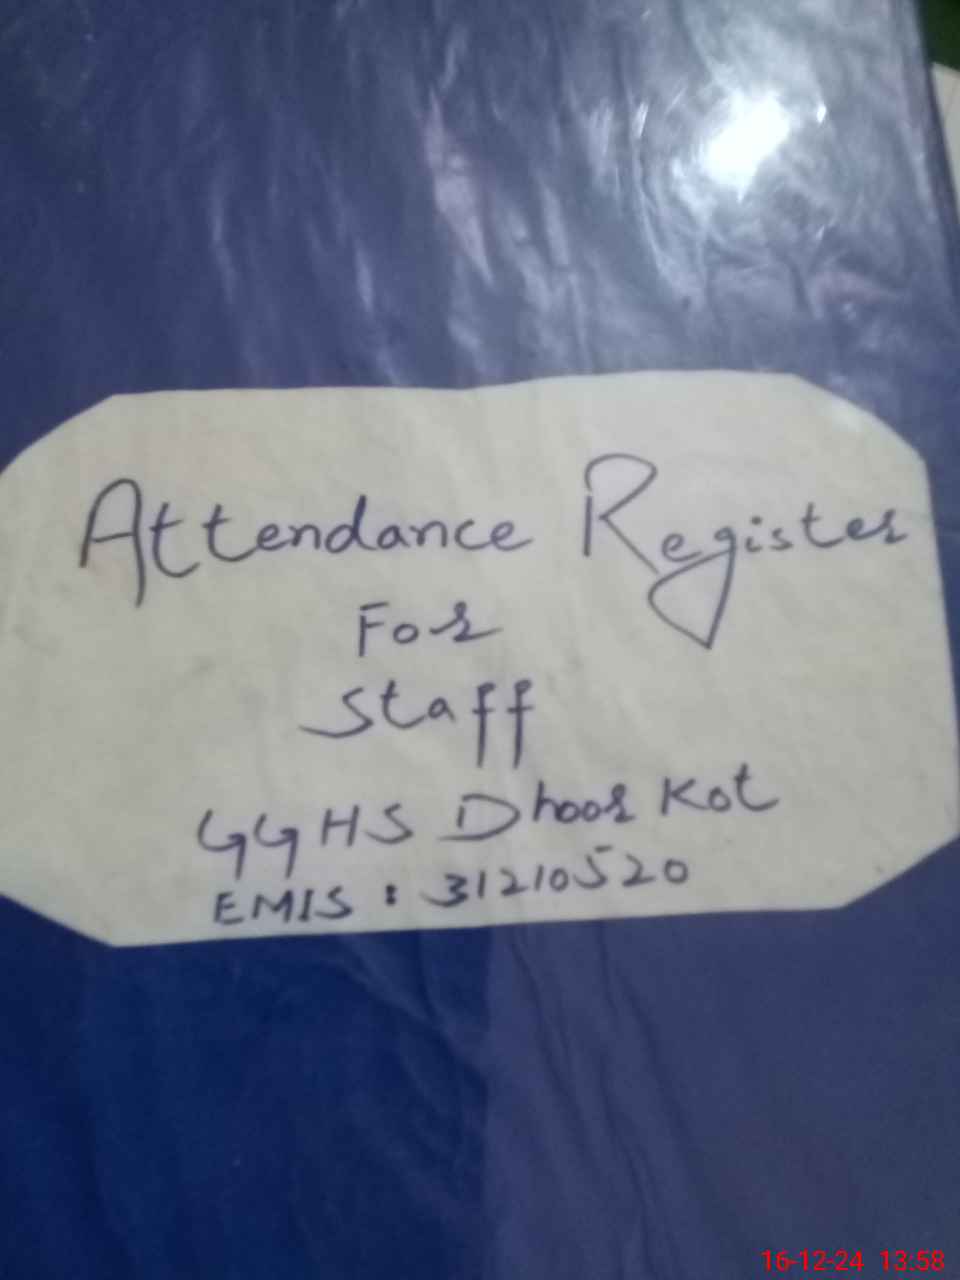 Attendance Register
For
Staff
GGHS Dhoor Kot
EMIS : 31210520
16-12-24 13:58